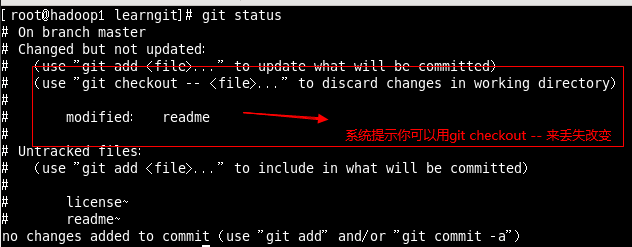 [root@hadoop1 learngit]# git status
# On branch master
# Changed but not updated:
#   (use "git add <file>..." to update what will be committed)
#   (use "git checkout -- <file>..." to discard changes in working directory)
#
#       modified:   readme
#
系统提示你可以用git checkout -- 来丢失改变
# Untracked files:
#   (use "git add <file>..." to include in what will be committed)
#
#       license~
#       readme~
no changes added to commit (use "git add" and/or "git commit -a")